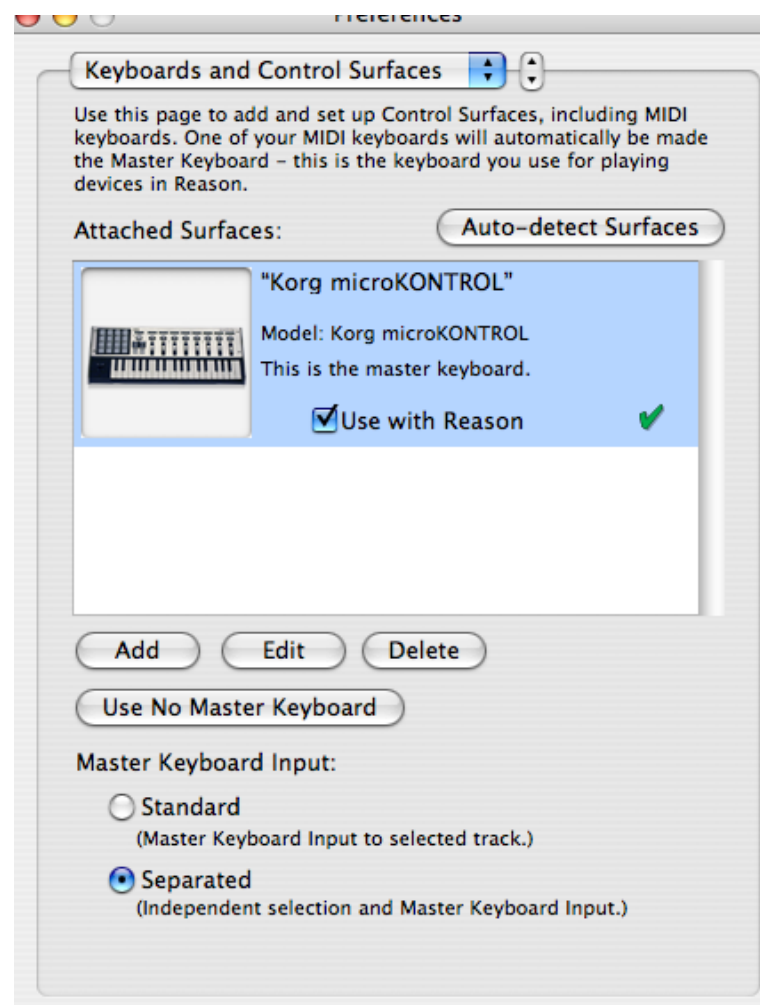 Preferences
Keyboards and Control Surfaces
Use this page to add and set up Control Surfaces, including MIDI
keyboards. One of your MIDI keyboards will automatically be made
the Master Keyboard – this is the keyboard you use for playing
devices in Reason.
Attached Surfaces:
Auto-detect Surfaces
“Korg microKONTROL”
Model: Korg microKONTROL
This is the master keyboard.
Use with Reason
Add
Edit
Delete
Use No Master Keyboard
Master Keyboard Input:
Standard
(Master Keyboard Input to selected track.)
Separated
(Independent selection and Master Keyboard Input.)